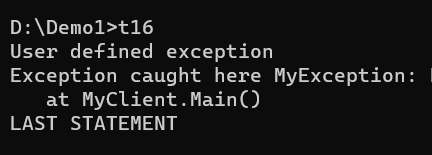 D:\Demo1>t16
User defined exception
Exception caught here MyException:
   at MyClient.Main()
LAST STATEMENT